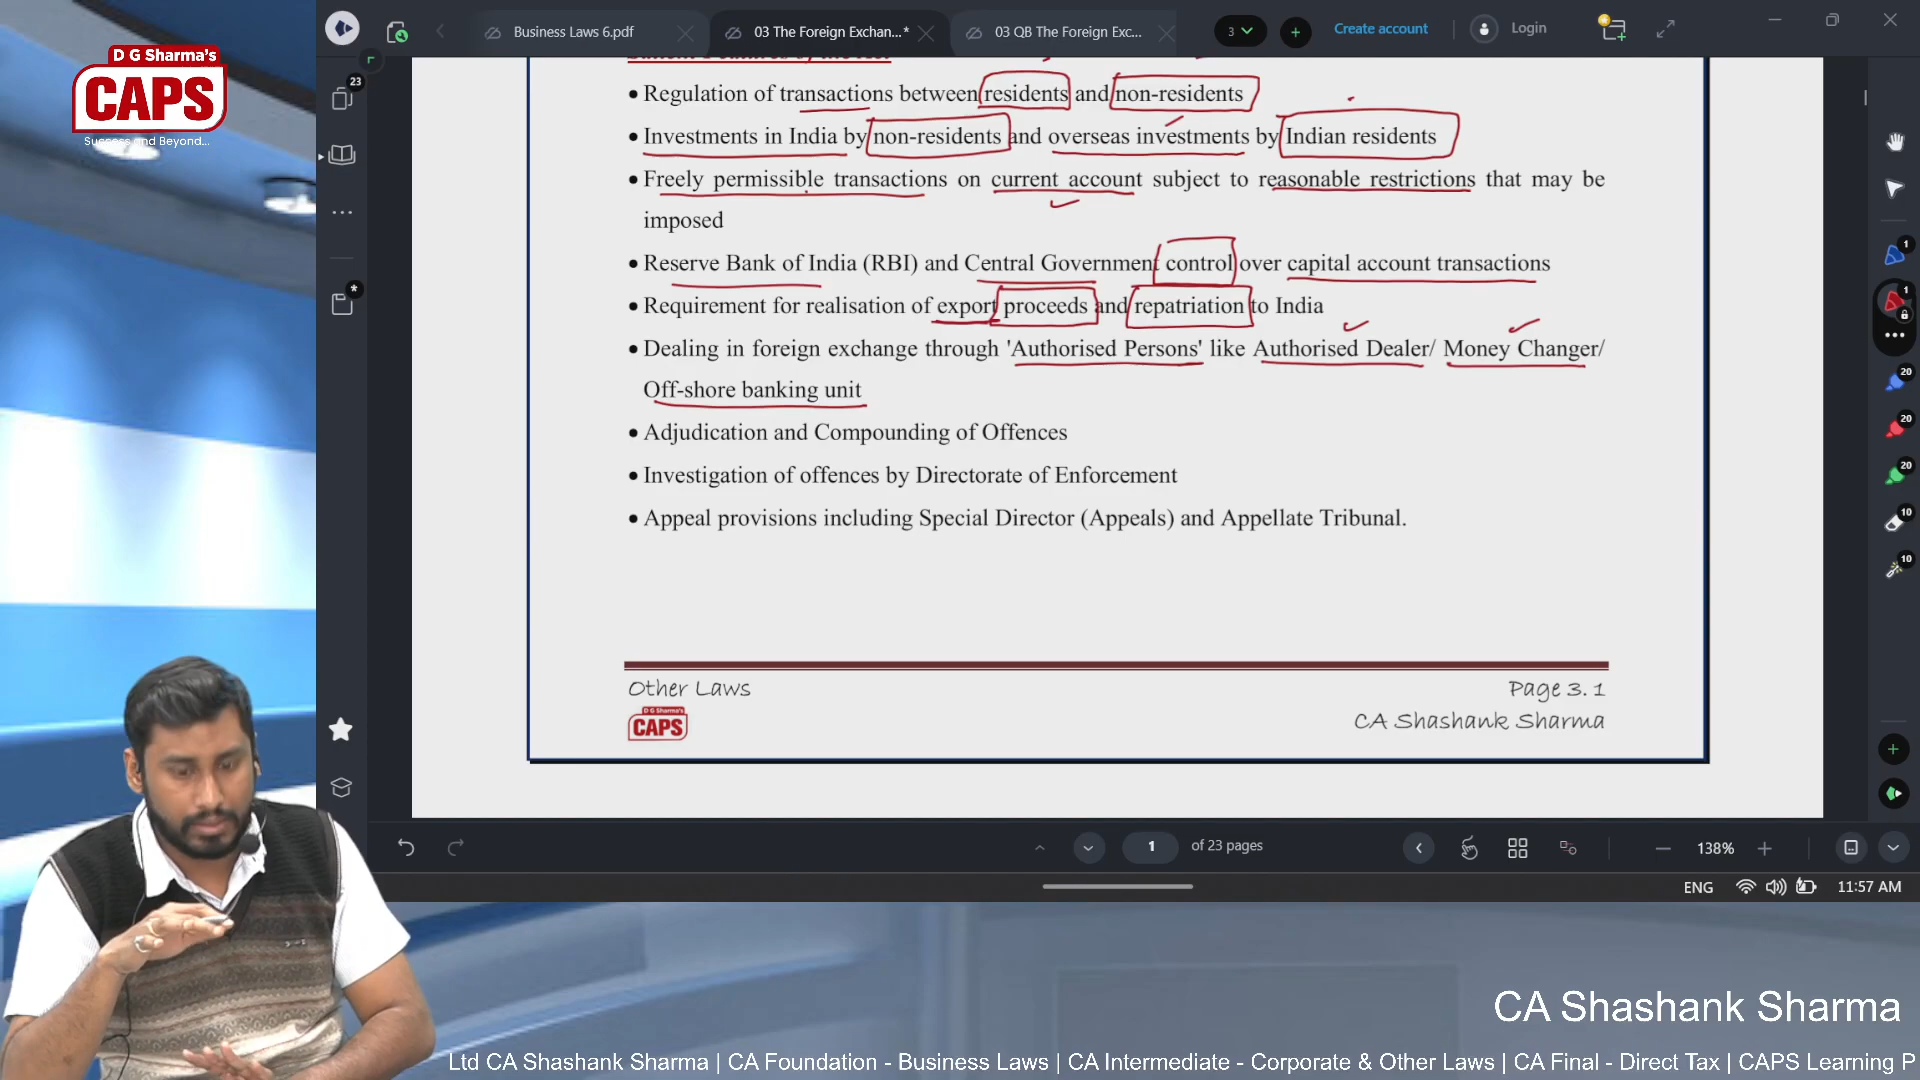 D G Sharma's
CAPS
Success and Beyond...
Business Laws 6.pdf
03 The Foreign Exchan...*
03 QB The Foreign Exc...
3
Create account
Login
23
• Regulation of transactions between residents and non-residents
• Investments in India by non-residents and overseas investments by Indian residents
• Freely permissible transactions on current account subject to reasonable restrictions that may be
imposed
• Reserve Bank of India (RBI) and Central Government control over capital account transactions
• Requirement for realisation of export proceeds and repatriation to India
• Dealing in foreign exchange through 'Authorised Persons' like Authorised Dealer/ Money Changer/
Off-shore banking unit
• Adjudication and Compounding of Offences
• Investigation of offences by Directorate of Enforcement
• Appeal provisions including Special Director (Appeals) and Appellate Tribunal.
1
1
20
20
20
10
10
Other Laws
Page 3. 1
D G Sharma's
CAPS
CA Shashank Sharma
1
of 23 pages
138%
ENG
11:57 AM
CA Shashank Sharma
Ltd CA Shashank Sharma | CA Foundation - Business Laws | CA Intermediate - Corporate & Other Laws | CA Final - Direct Tax | CAPS Learning P